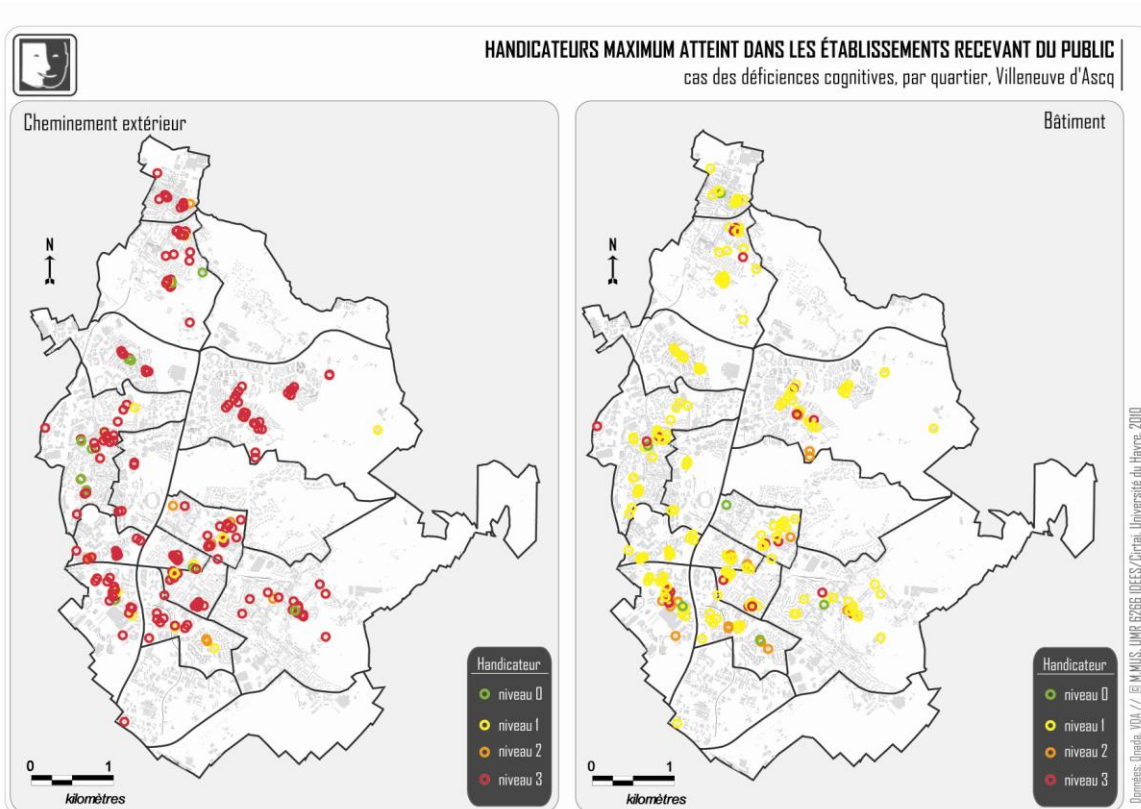 HANDICATEURS MAXIMUM ATTEINT DANS LES ÉTABLISSEMENTS RECEVANT DU PUBLIC
cas des déficiences cognitives, par quartier, Villeneuve d'Ascq
Cheminement extérieur
N
Handicateur
niveau 0
niveau 1
niveau 2
niveau 3
0 1
kilomètres
Bâtiment
N
Handicateur
niveau 0
niveau 1
niveau 2
niveau 3
0 1
kilomètres
Données: Qnada, VDA // © M.MUS, UMR 6266 IDEES/Cirtai, Université du Havre, 2010